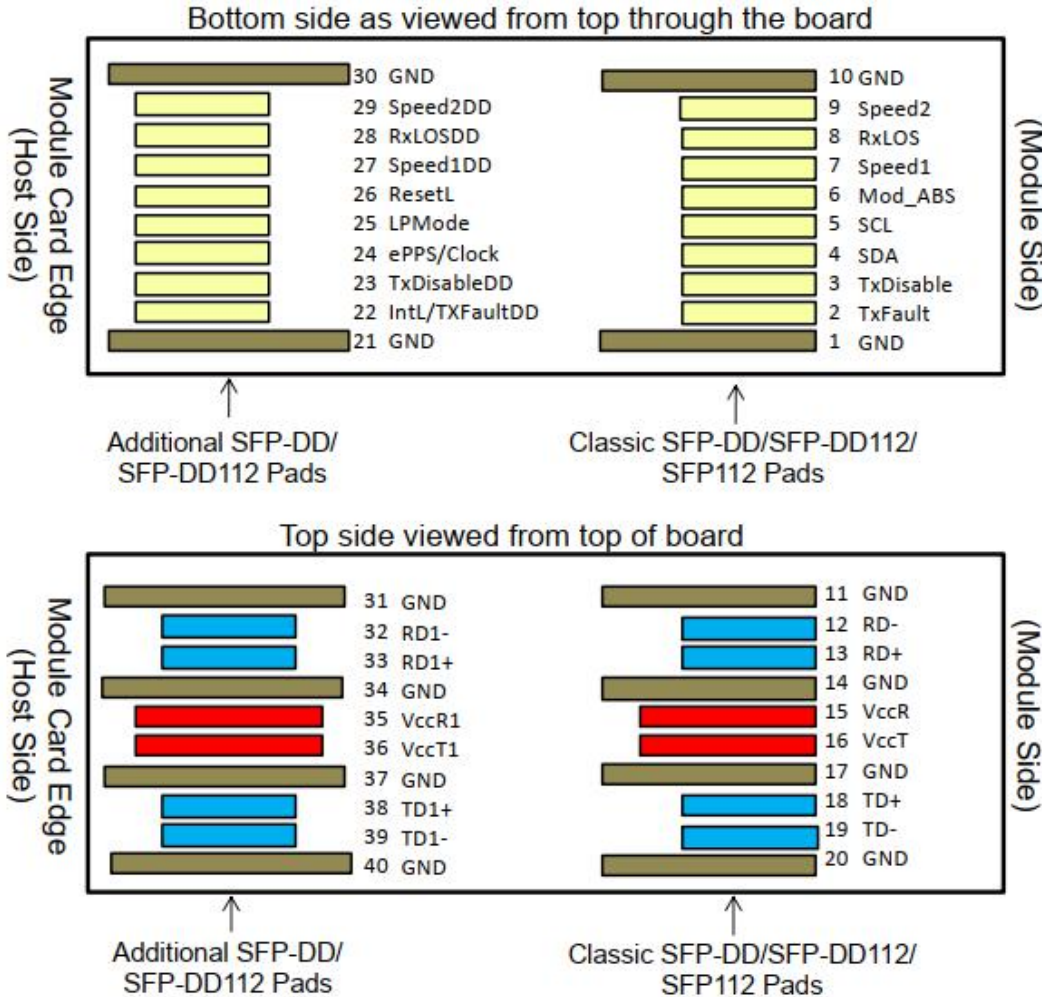 Bottom side as viewed from top through the board
Module Card Edge
(Host Side)
30 GND
29 Speed2DD
28 RxLOSDD
27 Speed1DD
26 ResetL
25 LPMode
24 ePPS/Clock
23 TxDisableDD
22 IntL/TXFaultDD
21 GND
10 GND
9 Speed2
8 RxLOS
7 Speed1
6 Mod_ABS
5 SCL
4 SDA
3 TxDisable
2 TxFault
1 GND
(Module Side)
Additional SFP-DD/
SFP-DD112 Pads
Classic SFP-DD/SFP-DD112/
SFP112 Pads
Top side viewed from top of board
Module Card Edge
(Host Side)
31 GND
32 RD1-
33 RD1+
34 GND
35 VccR1
36 VccT1
37 GND
38 TD1+
39 TD1-
40 GND
11 GND
12 RD-
13 RD+
14 GND
15 VccR
16 VccT
17 GND
18 TD+
19 TD-
20 GND
(Module Side)
Additional SFP-DD/
SFP-DD112 Pads
Classic SFP-DD/SFP-DD112/
SFP112 Pads